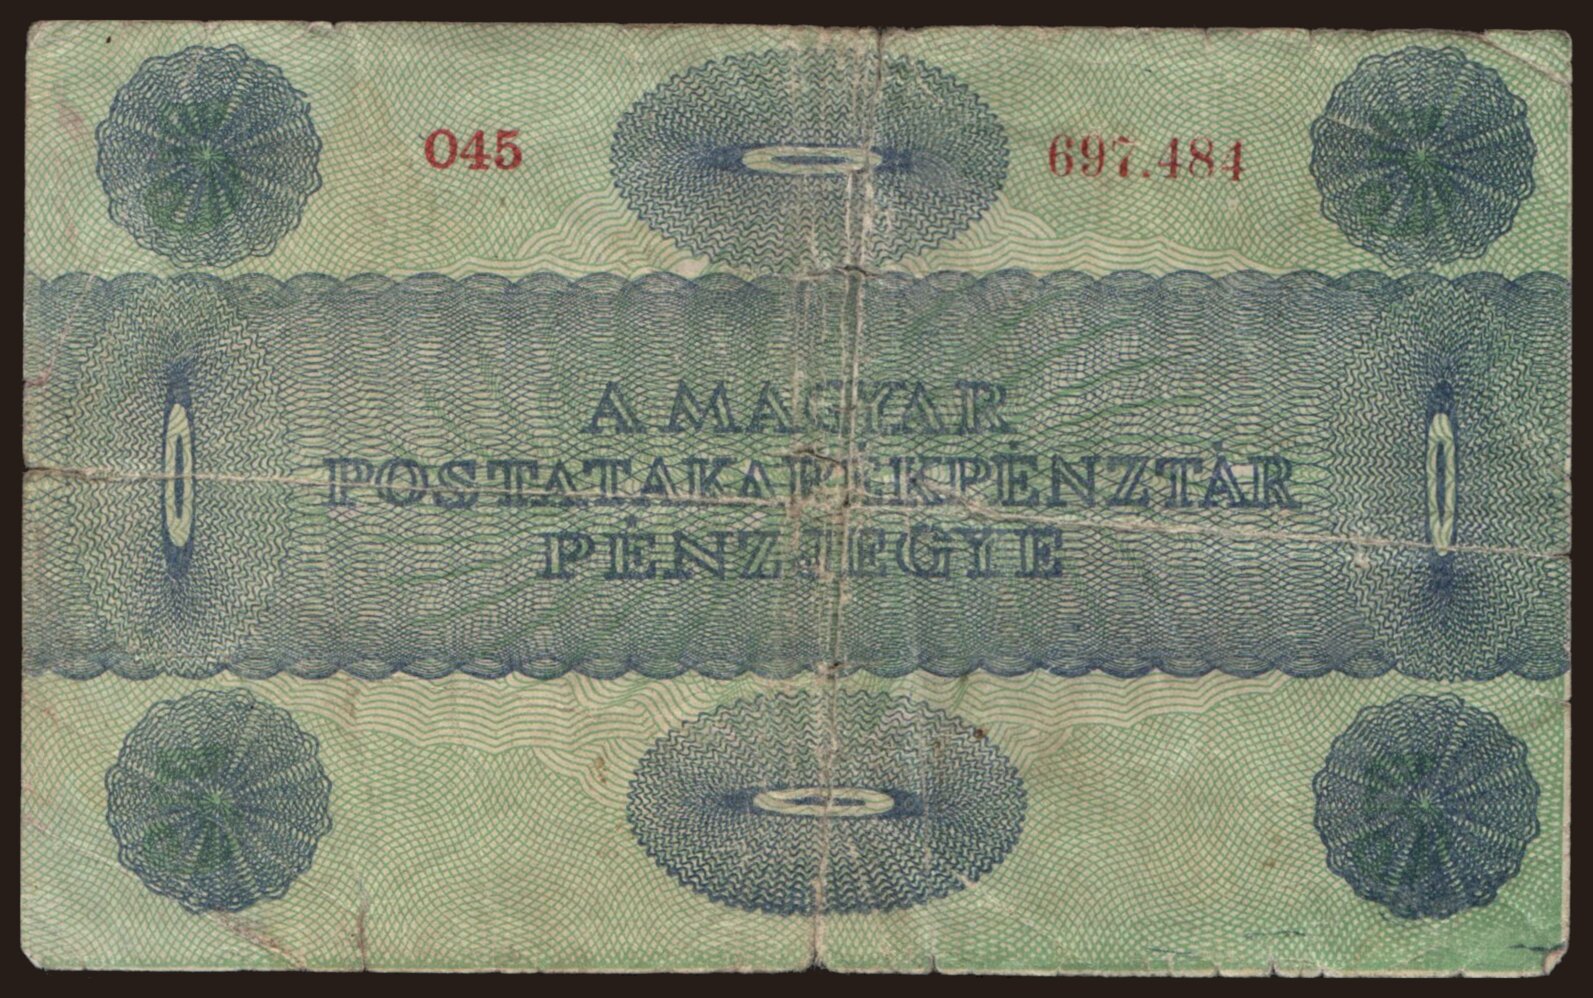 045 697.484
A MAGYAR
POSTATAKARÉKPÉNZTÁR
PÉNZJEGYE